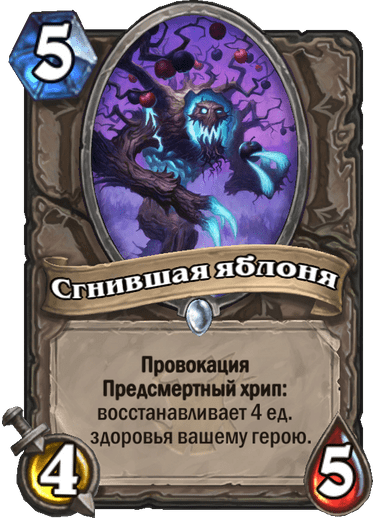 5
Сгнившая яблоня
Провокация
Предсмертный хрип:
восстанавливает 4 ед.
здоровья вашему герою.
4
5